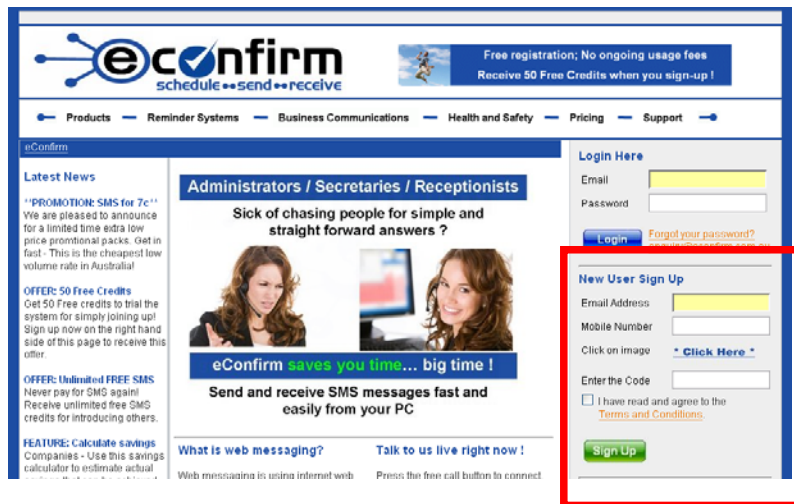 econfirm
schedule send receive
Free registration; No ongoing usage fees
Receive 50 Free Credits when you sign-up !
Products Reminder Systems Business Communications Health and Safety Pricing Support
eConfirm
Latest News
**PROMOTION: SMS for 7c**
We are pleased to announce
for a limited time extra low
price promtional packs. Get in
fast - This is the cheapest low
volume rate in Australia!
OFFER: 50 Free Credits
Get 50 Free credits to trial the
system for simply joining up!
Sign up now on the right hand
side of this page to receive this
offer.
OFFER: Unlimited FREE SMS
Never pay for SMS again!
Receive unlimited free SMS
credits for introducing others.
FEATURE: Calculate savings
Companies - Use this savings
calculator to estimate actual
Administrators / Secretaries / Receptionists
Sick of chasing people for simple and
straight forward answers ?
eConfirm saves you time... big time !
Send and receive SMS messages fast and
easily from your PC
What is web messaging?
Web messaging is using internet web
Talk to us live right now !
Press the free call button to connect
Login Here
Email
Password
Login
Forgot your password?
New User Sign Up
Email Address
Mobile Number
Click on image * Click Here *
Enter the Code
I have read and agree to the
Terms and Conditions.
Sign Up